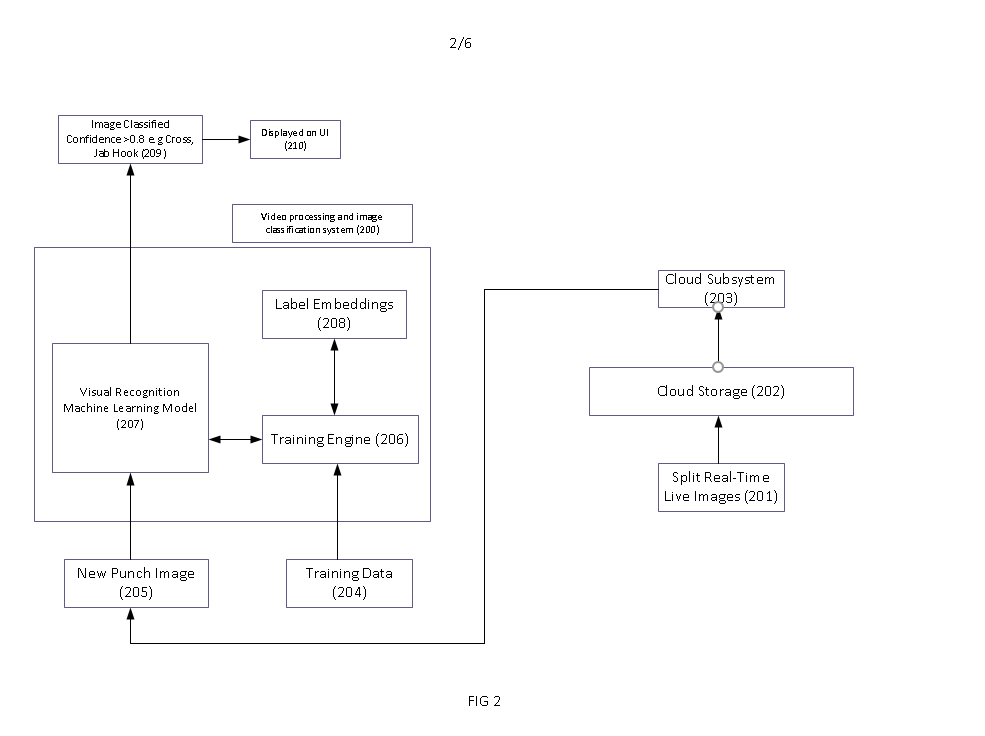 2/6
Image Classified
Confidence >0.8 e.g Cross,
Jab Hook (209)
Displayed on UI
(210)
Video processing and image
classification system (200)
Cloud Subsystem
(203)
Label Embeddings
(208)
Visual Recognition
Machine Learning Model
(207)
Cloud Storage (202)
Training Engine (206)
Split Real-Time
Live Images (201)
New Punch Image
(205)
Training Data
(204)
FIG 2